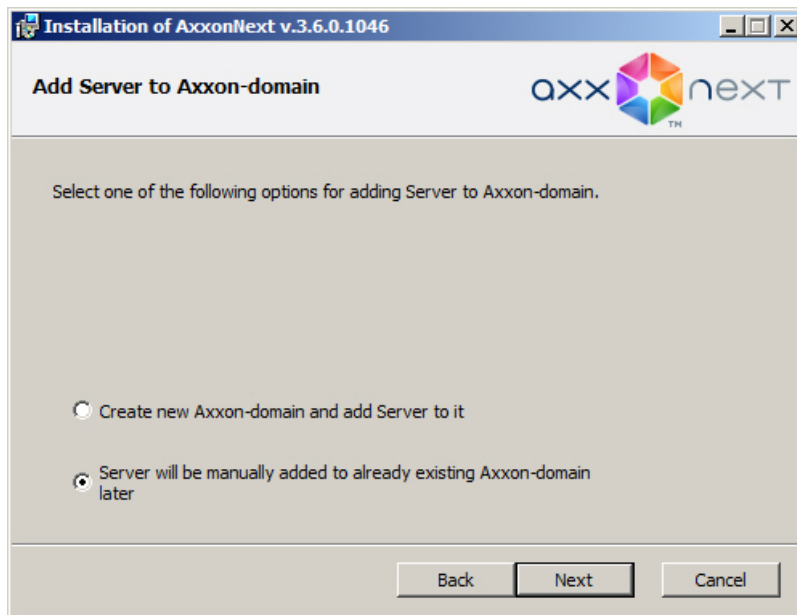 Installation of AxxonNext v.3.6.0.1046
Add Server to Axxon-domain
axx next
TM
Select one of the following options for adding Server to Axxon-domain.
Create new Axxon-domain and add Server to it
Server will be manually added to already existing Axxon-domain
later
Back Next Cancel